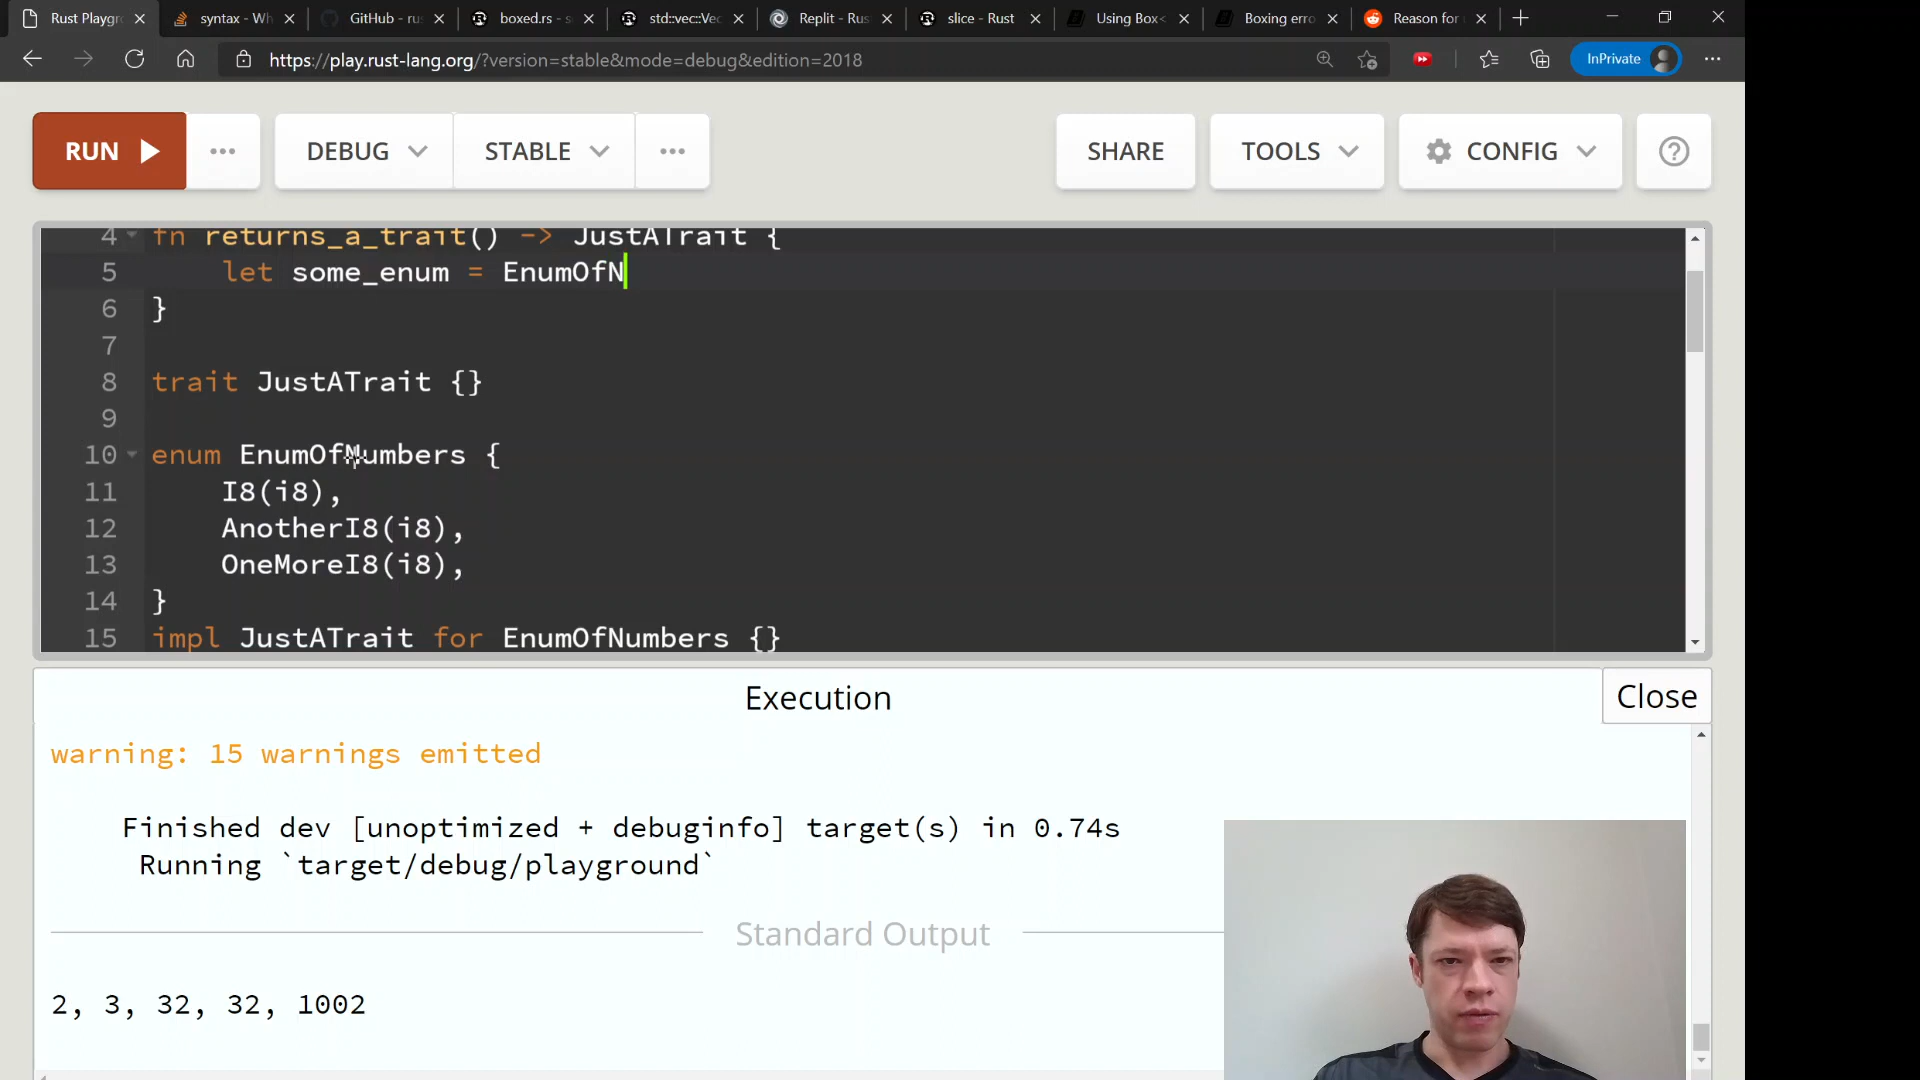 Rust Playgr
syntax - Wh
GitHub - ru
boxed.rs - s
std::vec::Vec
Replit - Rus
slice - Rust
Using Box<
Boxing erro
Reason for
https://play.rust-lang.org/?version=stable&mode=debug&edition=2018
InPrivate
RUN
DEBUG
STABLE
SHARE
TOOLS
CONFIG
4 fn returns_a_trait() -> JustATrait {
5 let some_enum = EnumOfN
6 }
7
8 trait JustATrait {}
9
10 enum EnumOfNumbers {
11 I8(i8),
12 AnotherI8(i8),
13 OneMoreI8(i8),
14 }
15 impl JustATrait for EnumOfNumbers {}
Execution
Close
warning: 15 warnings emitted
Finished dev [unoptimized + debuginfo] target(s) in 0.74s
Running `target/debug/playground`
Standard Output
2, 3, 32, 32, 1002